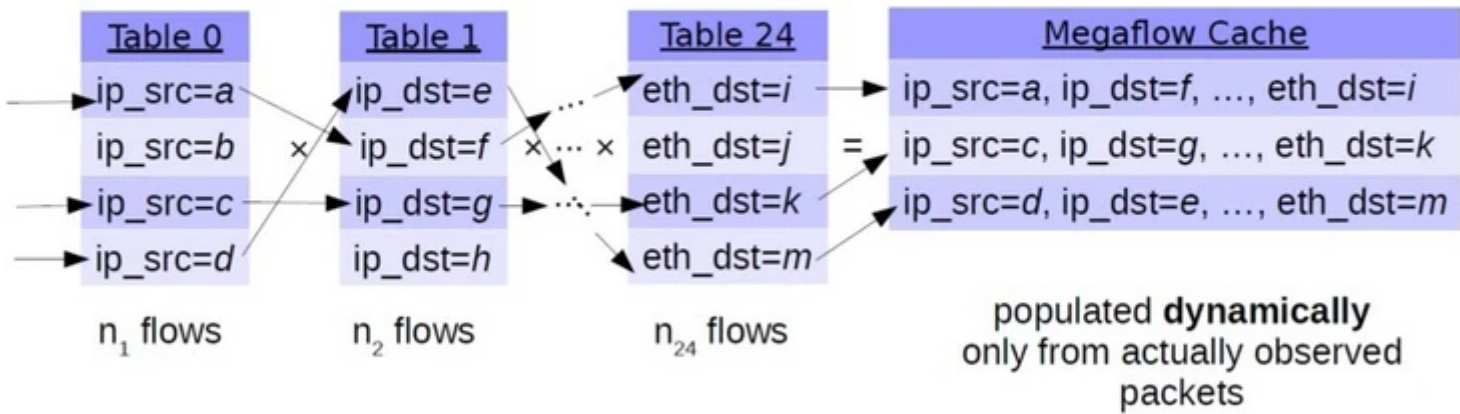 Table 0
ip_src=a
ip_src=b
ip_src=c
ip_src=d
n1 flows
×
Table 1
ip_dst=e
ip_dst=f
ip_dst=g
ip_dst=h
n2 flows
× ... ×
Table 24
eth_dst=i
eth_dst=j
eth_dst=k
eth_dst=m
n24 flows
=
Megaflow Cache
ip_src=a, ip_dst=f, ..., eth_dst=i
ip_src=c, ip_dst=g, ..., eth_dst=k
ip_src=d, ip_dst=e, ..., eth_dst=m
populated dynamically
only from actually observed
packets